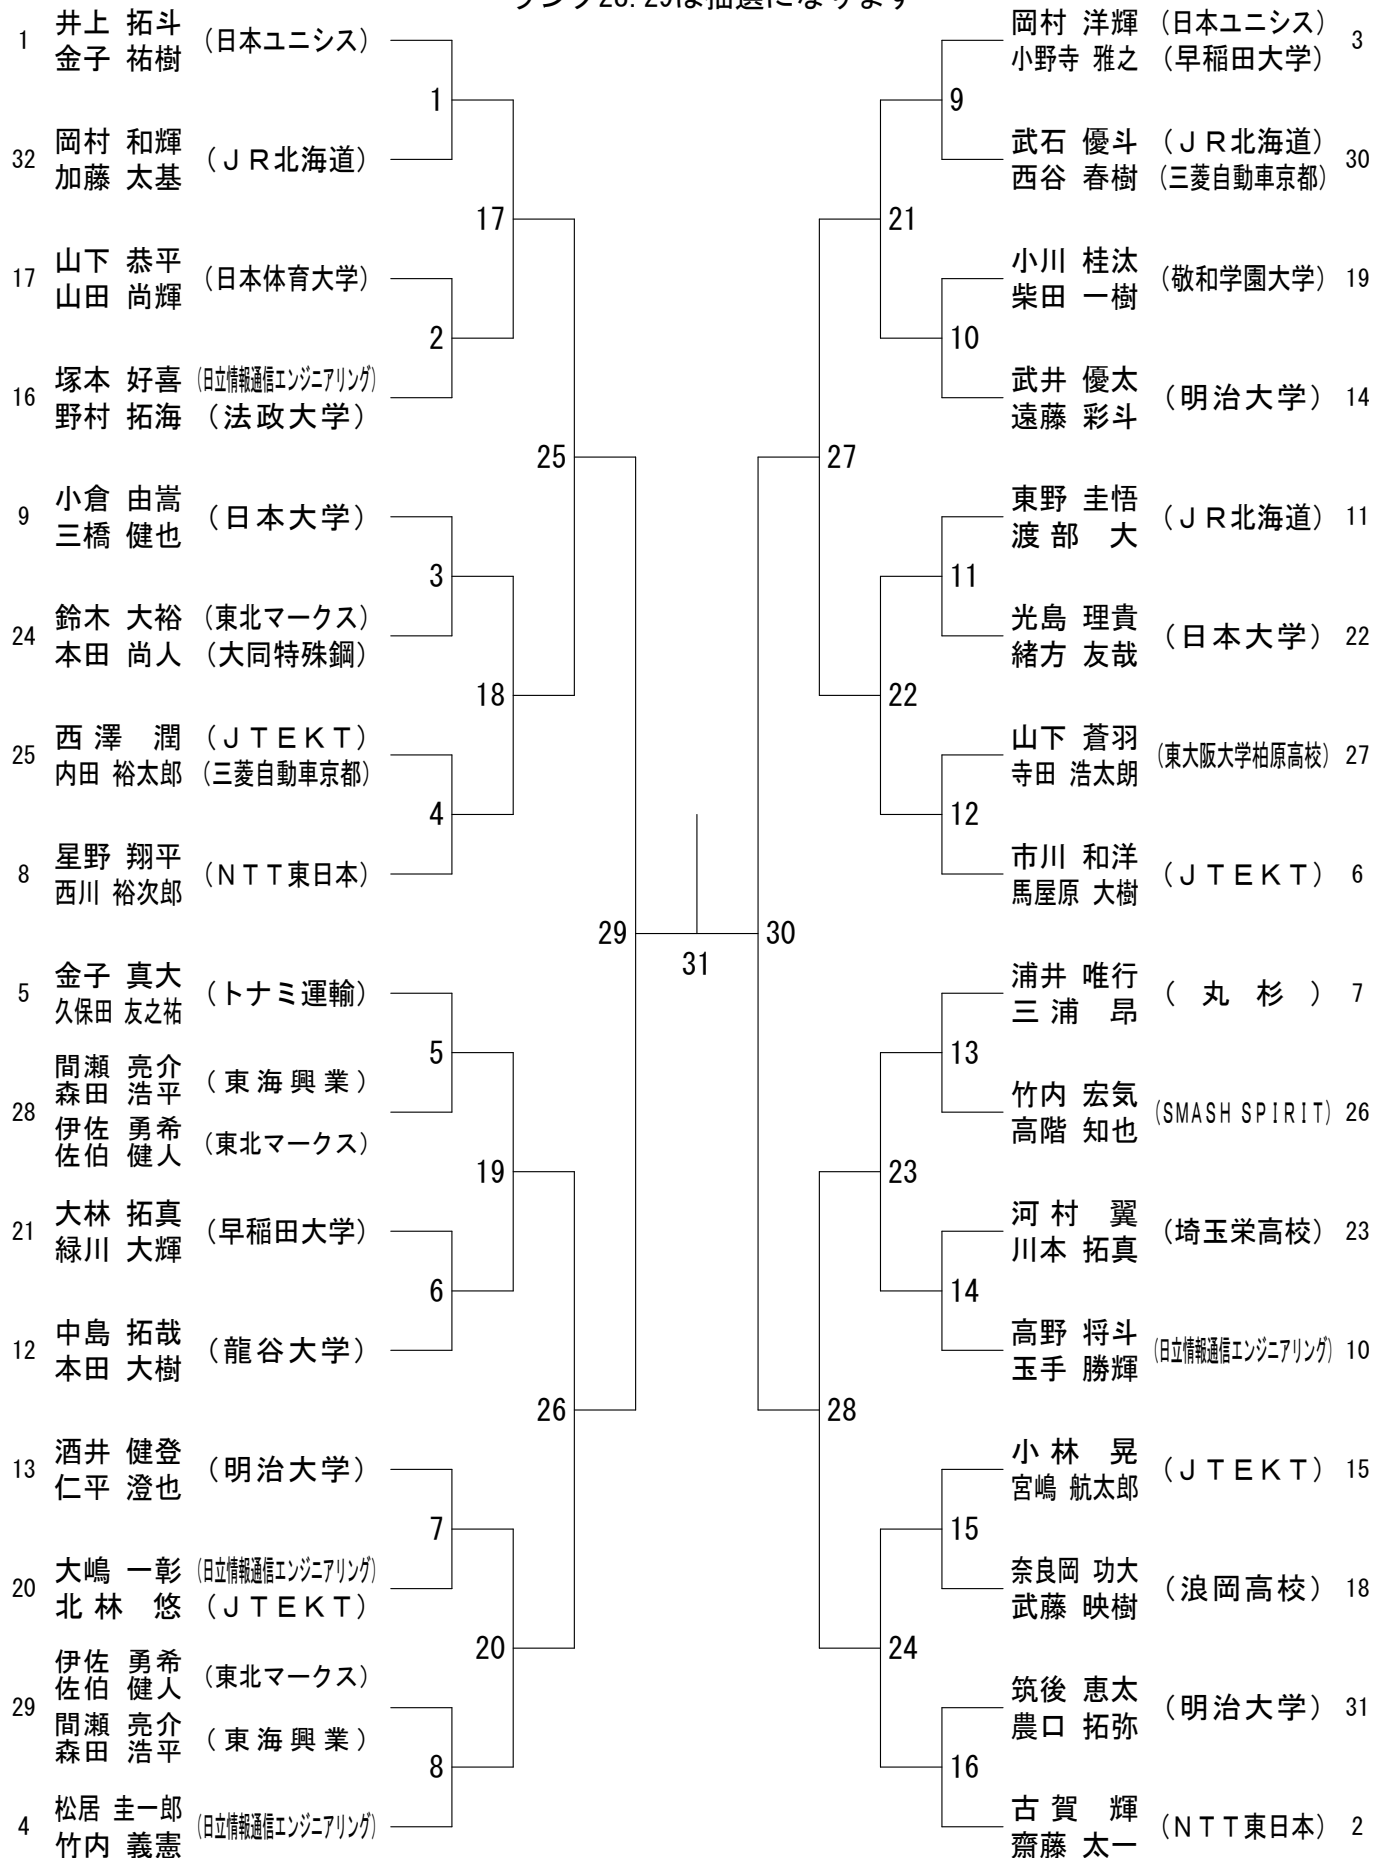 ランク28.29は抽選になります
1 井上 拓斗 (日本ユニシス)
金子 祐樹
1
32 岡村 和輝 (ＪＲ北海道)
加藤 太基
17
17 山下 恭平 (日本体育大学)
山田 尚輝
2
16 塚本 好喜 (日立情報通信エンジニアリング)
野村 拓海 (法政大学)
25
9 小倉 由嵩 (日本大学)
三橋 健也
3
24 鈴木 大裕 (東北マークス)
本田 尚人 (大同特殊鋼)
18
25 西澤 潤 (ＪＴＥＫＴ)
内田 裕太郎 (三菱自動車京都)
4
8 星野 翔平 (ＮＴＴ東日本)
西川 裕次郎
29
5 金子 真大 (トナミ運輸)
久保田 友之祐
5
28 間瀬 亮介 (東海興業)
森田 浩平
伊佐 勇希 (東北マークス)
佐伯 健人
19
21 大林 拓真 (早稲田大学)
緑川 大輝
6
12 中島 拓哉 (龍谷大学)
本田 大樹
26
13 酒井 健登 (明治大学)
仁平 澄也
7
20 大嶋 一彰 (日立情報通信エンジニアリング)
北林 悠 (ＪＴＥＫＴ)
20
29 伊佐 勇希 (東北マークス)
佐伯 健人
間瀬 亮介 (東海興業)
森田 浩平
8
4 松居 圭一郎 (日立情報通信エンジニアリング)
竹内 義憲
31
岡村 洋輝 (日本ユニシス) 3
小野寺 雅之 (早稲田大学)
9
武石 優斗 (ＪＲ北海道) 30
西谷 春樹 (三菱自動車京都)
21
小川 桂汰 (敬和学園大学) 19
柴田 一樹
10
武井 優太 (明治大学) 14
遠藤 彩斗
27
東野 圭悟 (ＪＲ北海道) 11
渡部 大
11
光島 理貴 (日本大学) 22
緒方 友哉
22
山下 蒼羽 (東大阪大学柏原高校) 27
寺田 浩太朗
12
市川 和洋 (ＪＴＥＫＴ) 6
馬屋原 大樹
30
浦井 唯行 (丸杉) 7
三浦 昂
13
竹内 宏気 (SMASH SPIRIT) 26
高階 知也
23
河村 翼 (埼玉栄高校) 23
川本 拓真
14
高野 将斗 (日立情報通信エンジニアリング) 10
玉手 勝輝
28
小林 晃 (ＪＴＥＫＴ) 15
宮嶋 航太郎
15
奈良岡 功大 (浪岡高校) 18
武藤 映樹
24
筑後 恵太 (明治大学) 31
農口 拓弥
16
古賀 輝 (ＮＴＴ東日本) 2
齋藤 太一